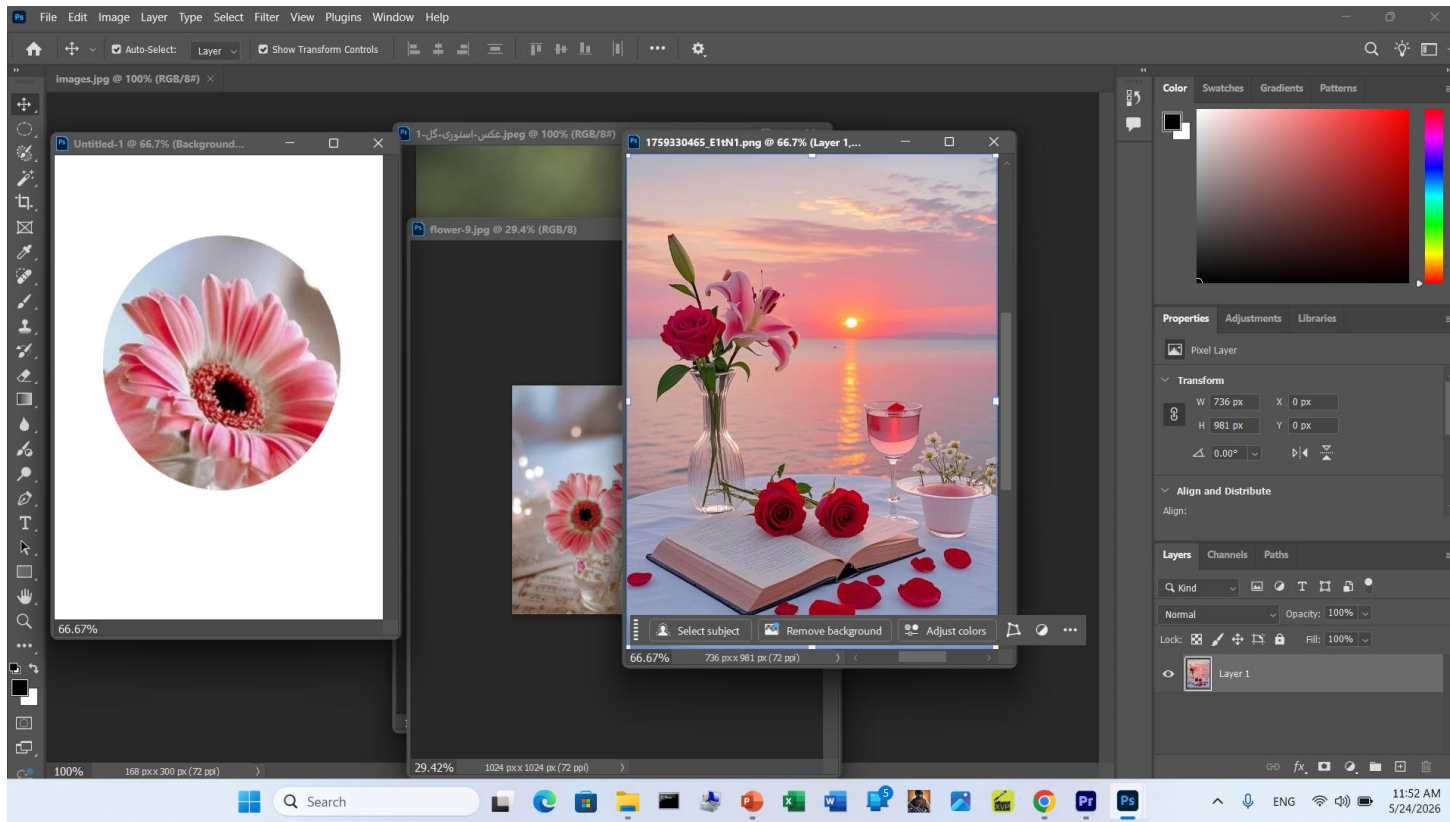 Ps File Edit Image Layer Type Select Filter View Plugins Window Help
Auto-Select: Layer Show Transform Controls
images.jpg @ 100% (RGB/8#) ×
Untitled-1 @ 66.7% (Background...
عکس-استوری-گل-1.jpeg @ 100% (RGB/8#)
1759330465_E1tN1.png @ 66.7% (Layer 1,...
flower-9.jpg @ 29.4% (RGB/8)
66.67%
Select subject
Remove background
Adjust colors
66.67% 736 px x 981 px (72 ppi)
29.42% 1024 px x 1024 px (72 ppi)
100% 168 px x 300 px (72 ppi)
Color Swatches Gradients Patterns
Properties Adjustments Libraries
Pixel Layer
Transform
W 736 px X 0 px
H 981 px Y 0 px
0.00°
Align and Distribute
Align:
Layers Channels Paths
Kind
Normal Opacity: 100%
Lock: Fill: 100%
Layer 1
fx
Search
5
Pr
Ps
ENG
11:52 AM
5/24/2026